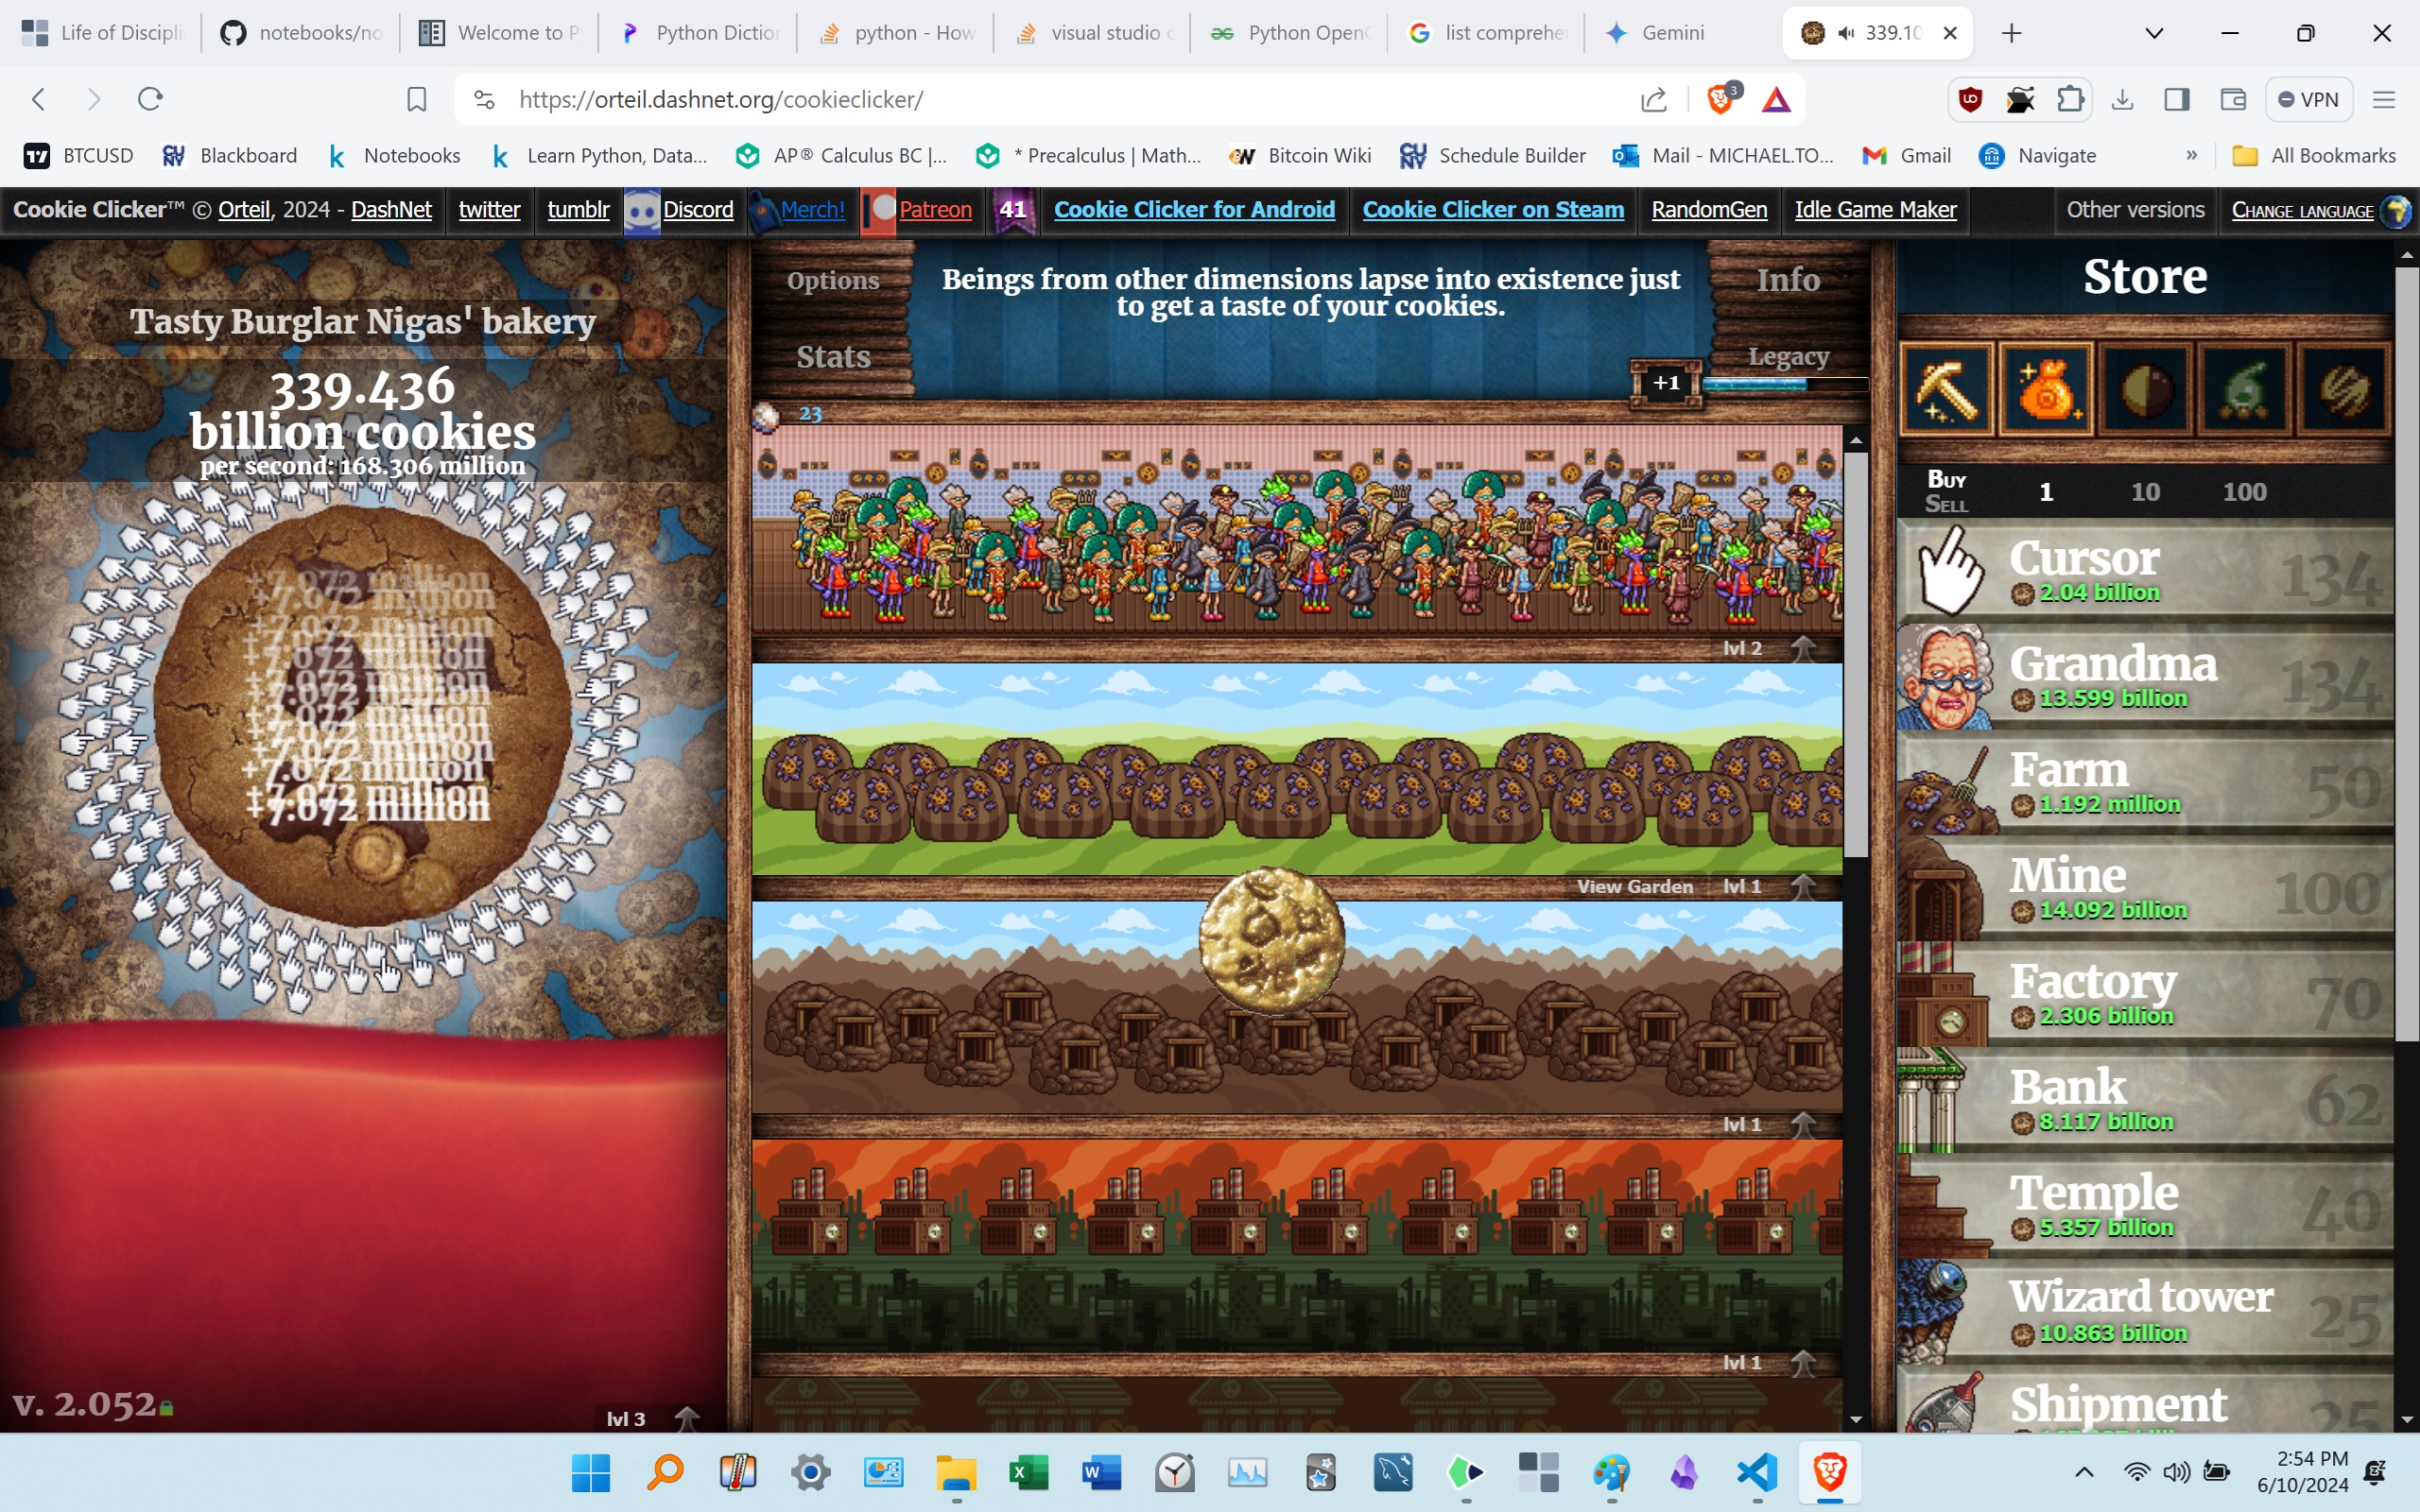 Life of Discipli
notebooks/no
Welcome to P
Python Diction
python - How
visual studio c
Python OpenC
list comprehe
Gemini
339.10
https://orteil.dashnet.org/cookieclicker/
3
VPN
BTCUSD
Blackboard
Notebooks
Learn Python, Data...
AP® Calculus BC |...
* Precalculus | Math...
Bitcoin Wiki
Schedule Builder
Mail - MICHAEL.TO...
Gmail
Navigate
»
All Bookmarks
Cookie Clicker™ © Orteil, 2024 - DashNet
twitter
tumblr
Discord
Merch!
Patreon
41
Cookie Clicker for Android
Cookie Clicker on Steam
RandomGen
Idle Game Maker
Other versions
Change language
Tasty Burglar Nigas' bakery
339.436
billion cookies
per second: 168.306 million
+7.072 million
+7.072 million
+7.072 million
+7.072 million
+7.072 million
+7.072 million
+7.072 million
+7.072 million
+7.072 million
v. 2.052
lvl 3
Options
Stats
Beings from other dimensions lapse into existence just
to get a taste of your cookies.
Info
Legacy
+1
23
lvl 2
View Garden
lvl 1
lvl 1
lvl 1
Store
Buy
Sell
1
10
100
Cursor
2.04 billion
134
Grandma
13.599 billion
134
Farm
1.192 million
50
Mine
14.092 billion
100
Factory
2.306 billion
70
Bank
8.117 billion
62
Temple
5.357 billion
40
Wizard tower
10.863 billion
25
Shipment
25
2:54 PM
6/10/2024